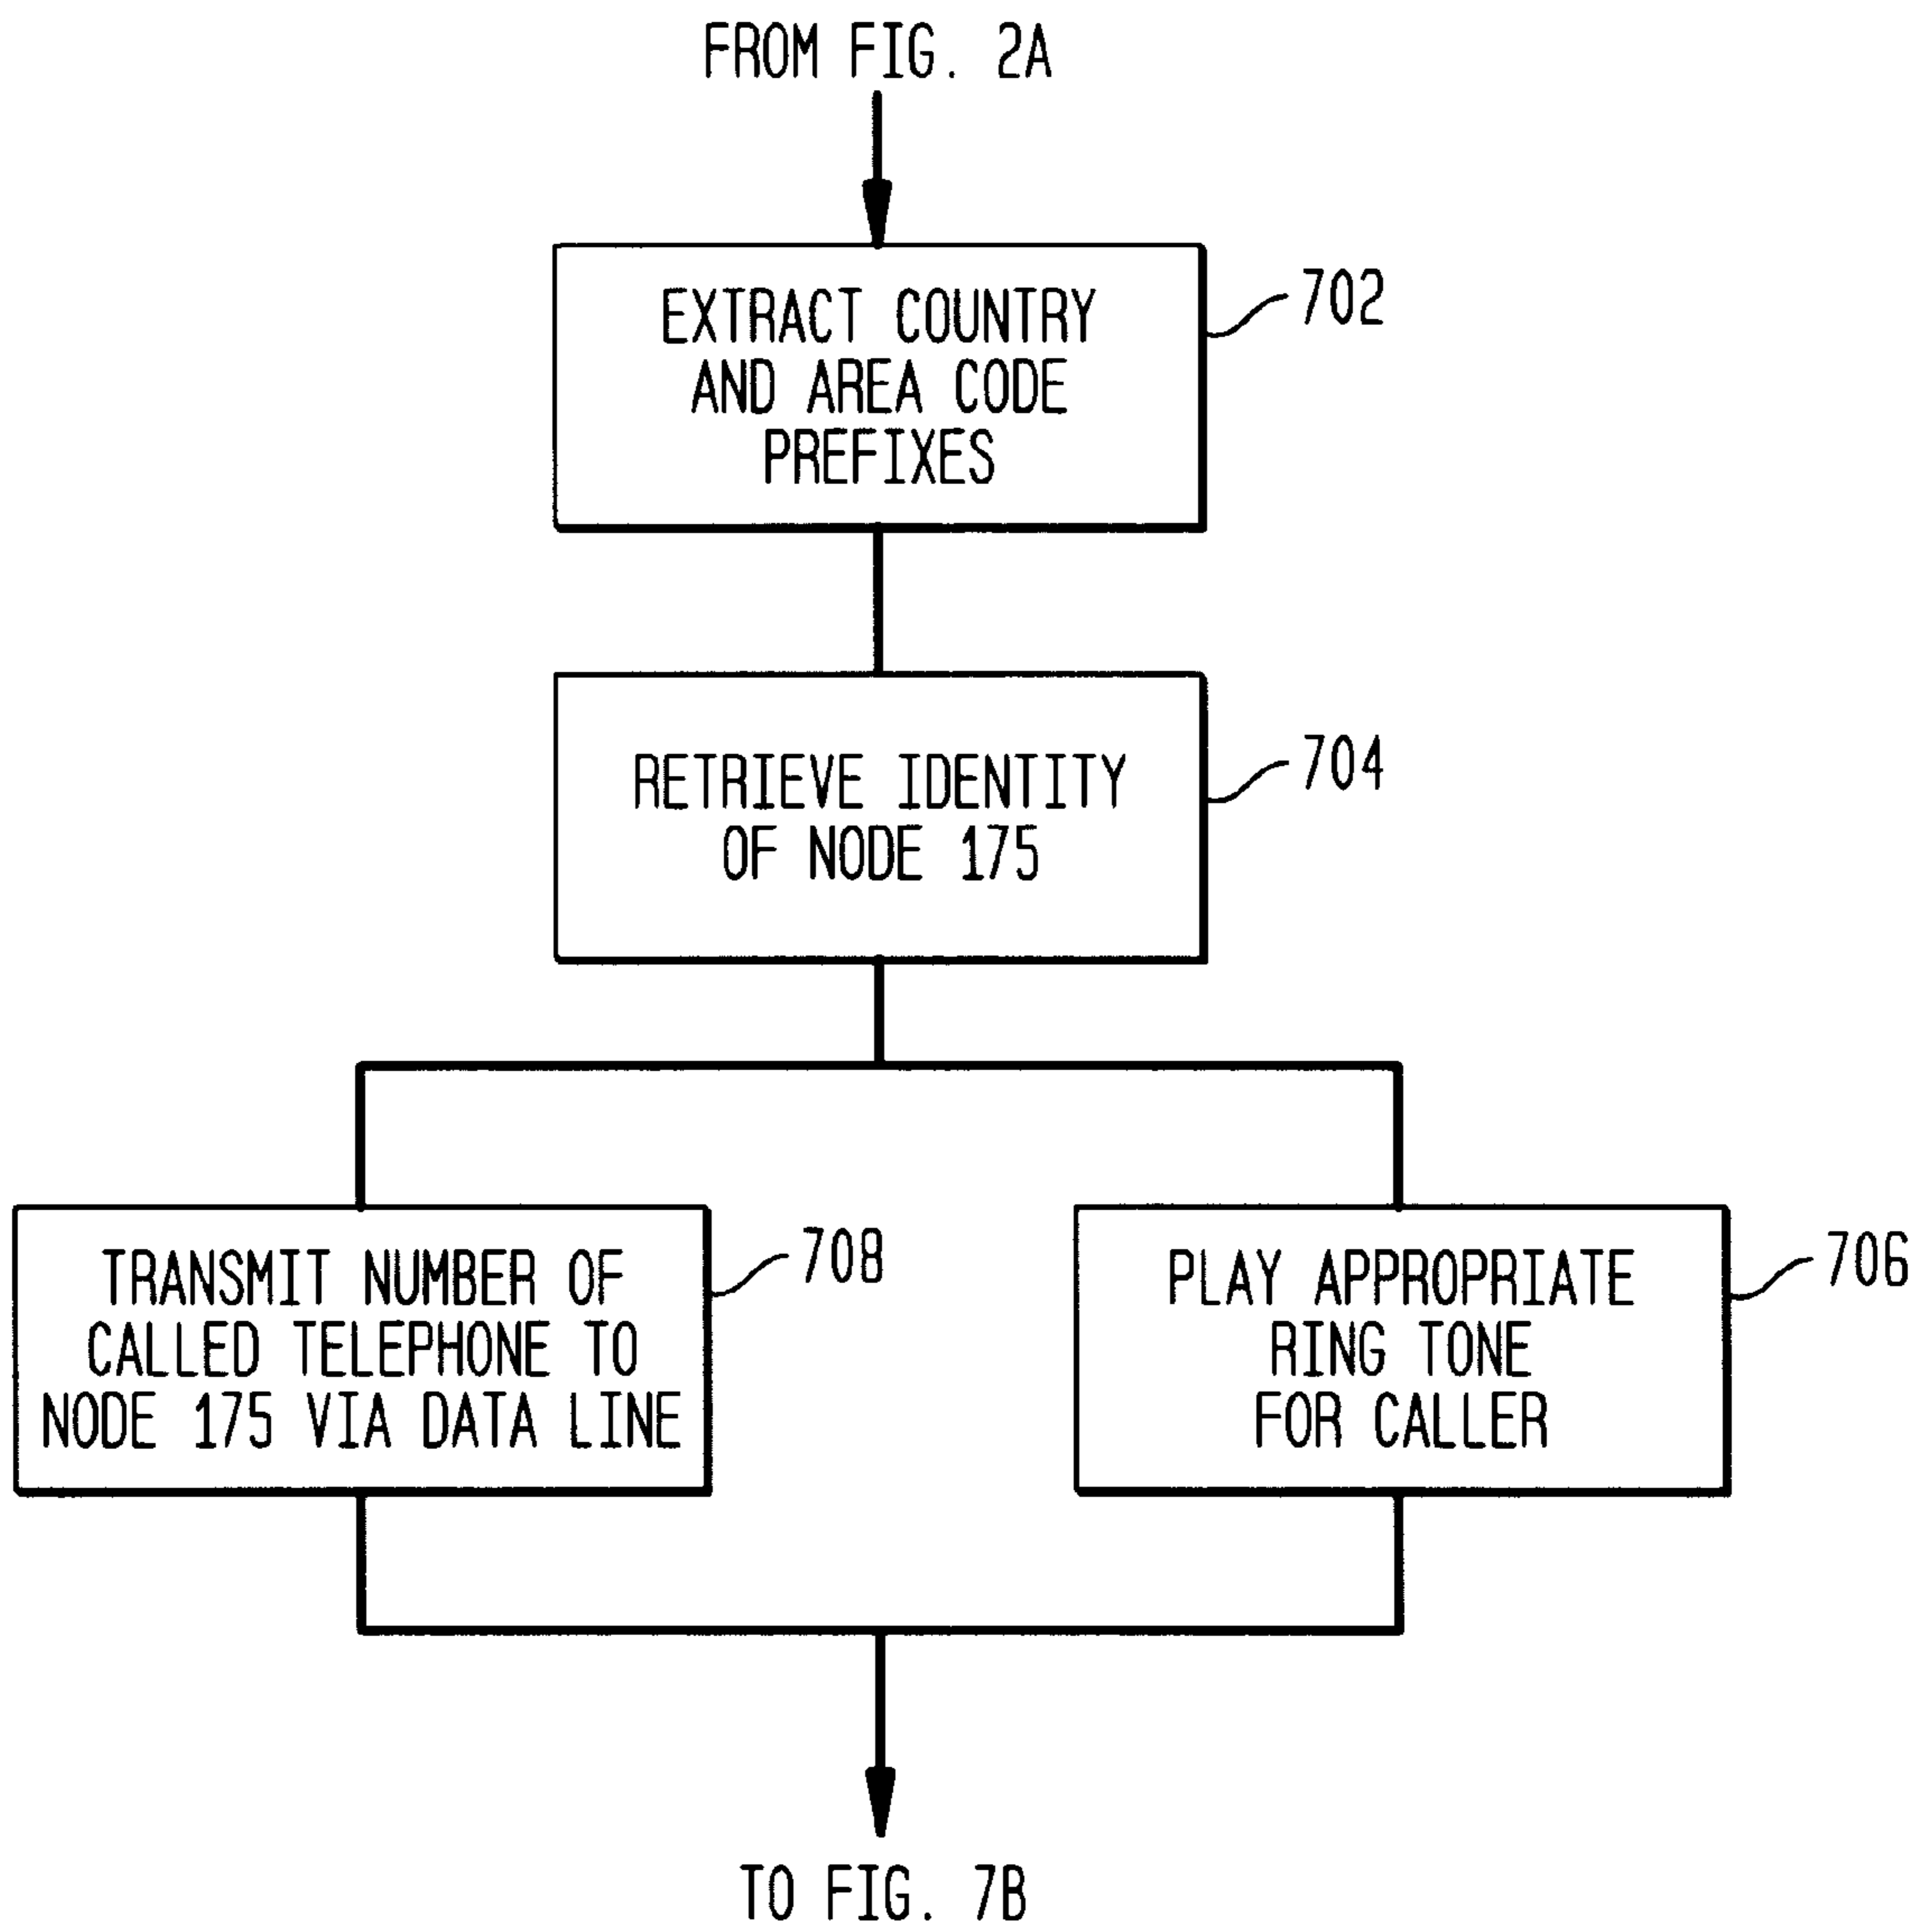 FROM FIG. 2A
EXTRACT COUNTRY
AND AREA CODE
PREFIXES
702
RETRIEVE IDENTITY
OF NODE 175
704
TRANSMIT NUMBER OF
CALLED TELEPHONE TO
NODE 175 VIA DATA LINE
708
PLAY APPROPRIATE
RING TONE
FOR CALLER
706
TO FIG. 7B